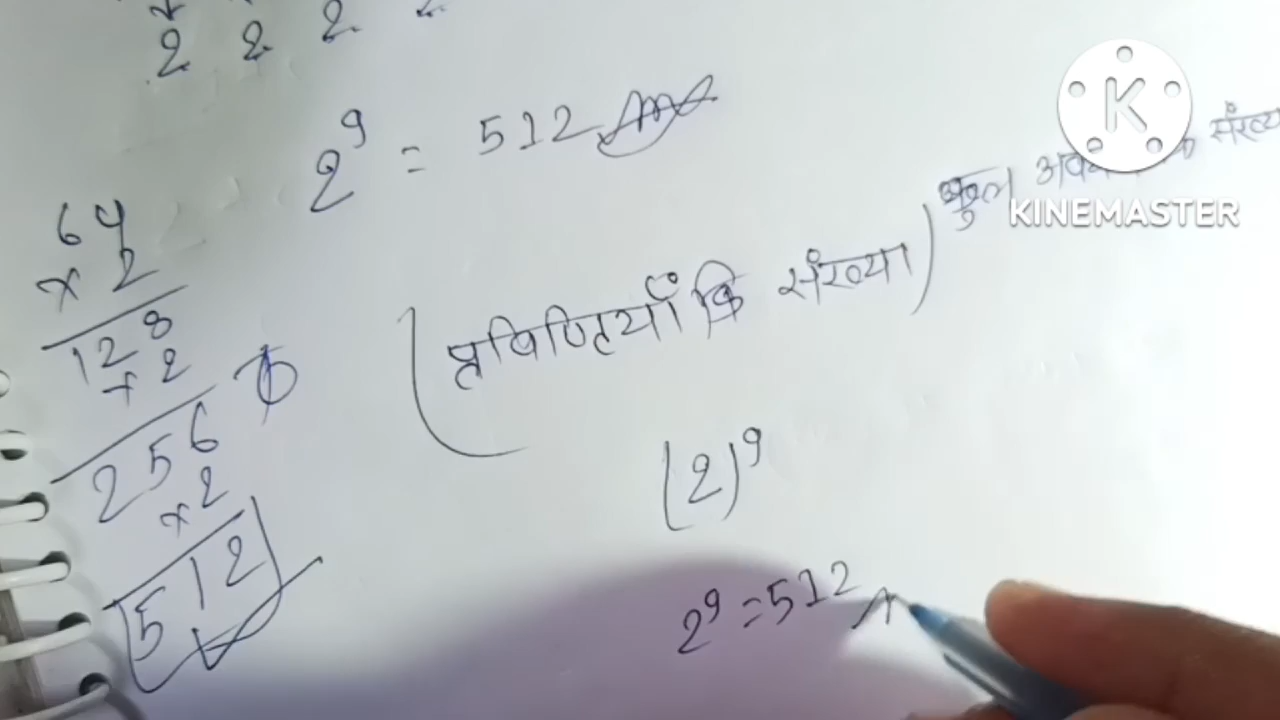 2 2 2 2
2⁹ = 512 Ans
64
× 2
128
× 2
256
× 2
512
(प्रविष्टियाँ कि संख्या) कुल संख्या
(2)⁹
2⁹ = 512
K
KINEMASTER